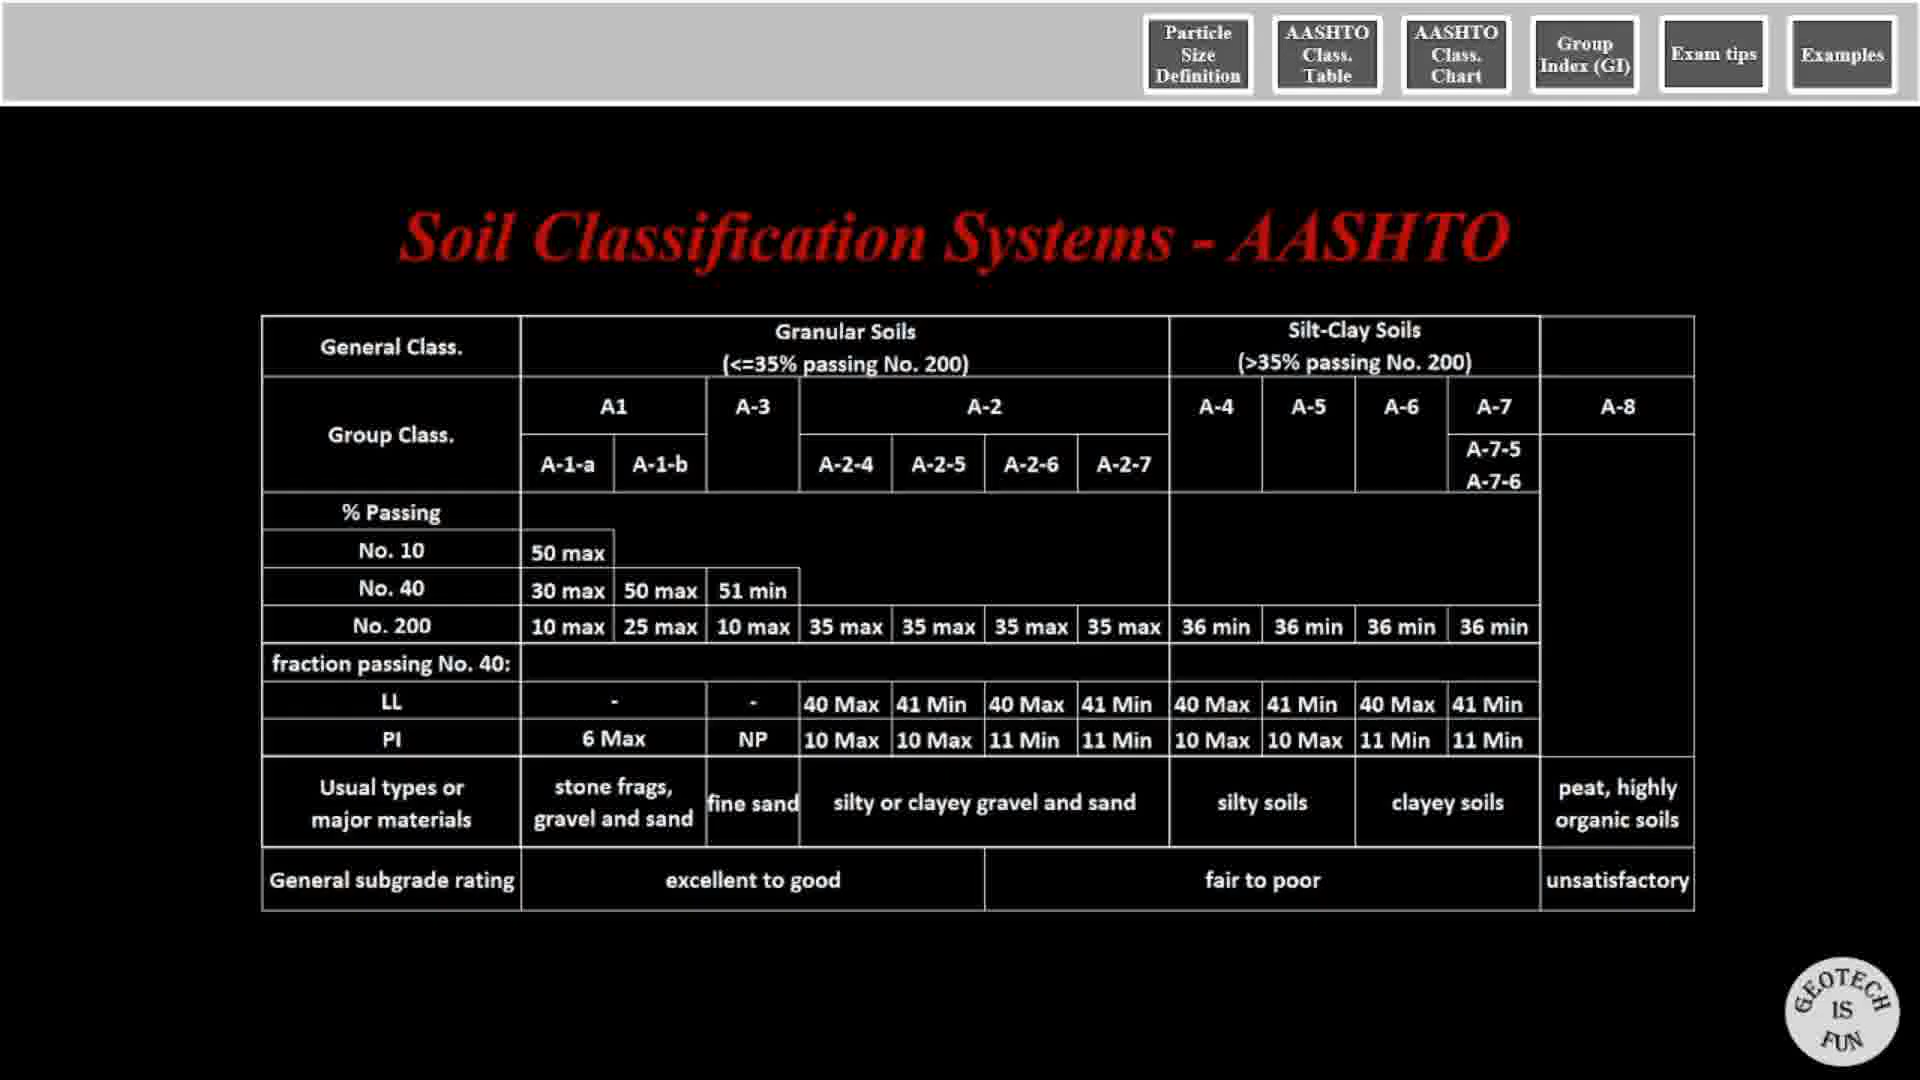 Particle
Size
Definition
AASHTO
Class.
Table
AASHTO
Class.
Chart
Group
Index (GI)
Exam tips
Examples
Soil Classification Systems - AASHTO
General Class.
Granular Soils
(<=35% passing No. 200)
Silt-Clay Soils
(>35% passing No. 200)
Group Class.
A1
A-3
A-2
A-4
A-5
A-6
A-7
A-8
A-1-a
A-1-b
A-2-4
A-2-5
A-2-6
A-2-7
A-7-5
A-7-6
% Passing
No. 10
50 max
No. 40
30 max
50 max
51 min
No. 200
10 max
25 max
10 max
35 max
35 max
35 max
35 max
36 min
36 min
36 min
36 min
fraction passing No. 40:
LL
-
-
40 Max
41 Min
40 Max
41 Min
40 Max
41 Min
40 Max
41 Min
PI
6 Max
NP
10 Max
10 Max
11 Min
11 Min
10 Max
10 Max
11 Min
11 Min
Usual types or
major materials
stone frags,
gravel and sand
fine sand
silty or clayey gravel and sand
silty soils
clayey soils
peat, highly
organic soils
General subgrade rating
excellent to good
fair to poor
unsatisfactory
GEOTECH
IS
FUN